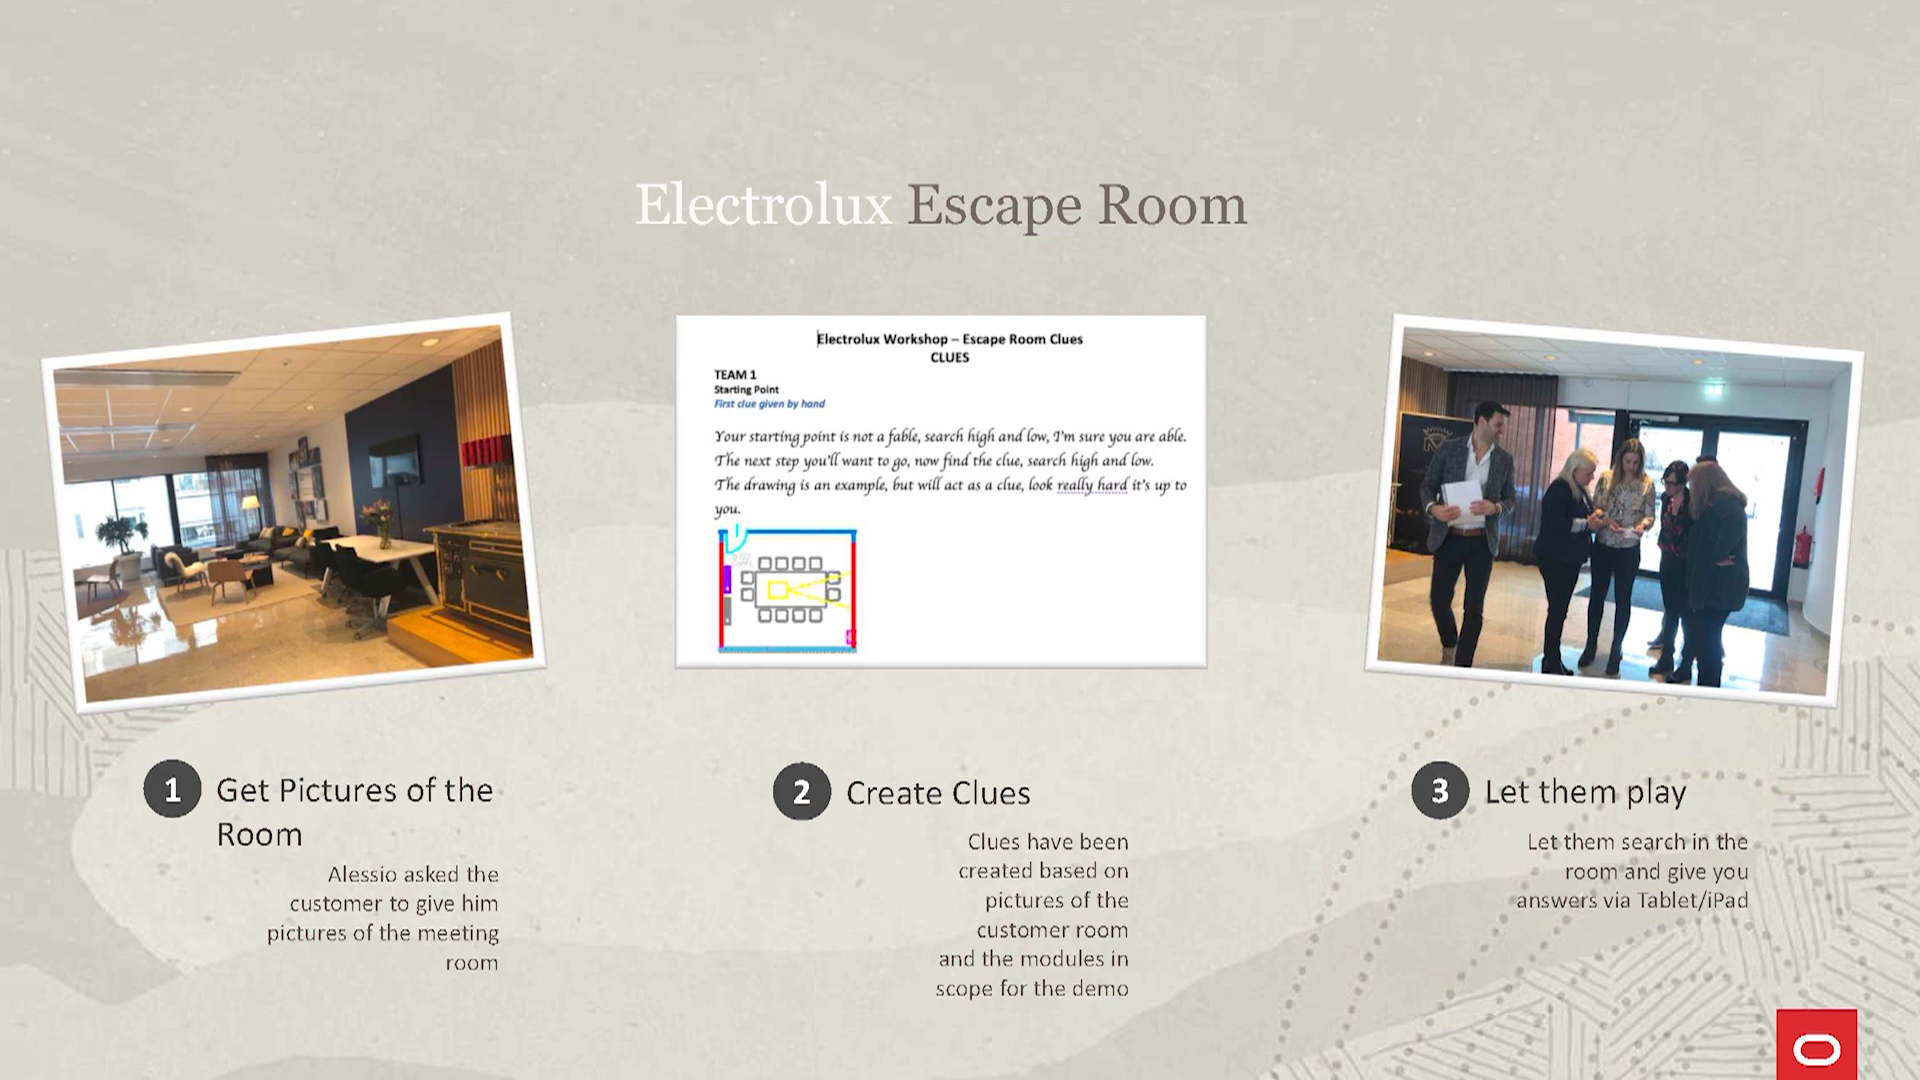 Electrolux Escape Room
Electrolux Workshop – Escape Room Clues
CLUES
TEAM 1
Starting Point
First clue given by hand
Your starting point is not a fable, search high and low, I'm sure you are able.
The next step you'll want to go, now find the clue, search high and low.
The drawing is an example, but will act as a clue, look really hard it's up to
you.
1 Get Pictures of the
Room
Alessio asked the
customer to give him
pictures of the meeting
room
2 Create Clues
Clues have been
created based on
pictures of the
customer room
and the modules in
scope for the demo
3 Let them play
Let them search in the
room and give you
answers via Tablet/iPad